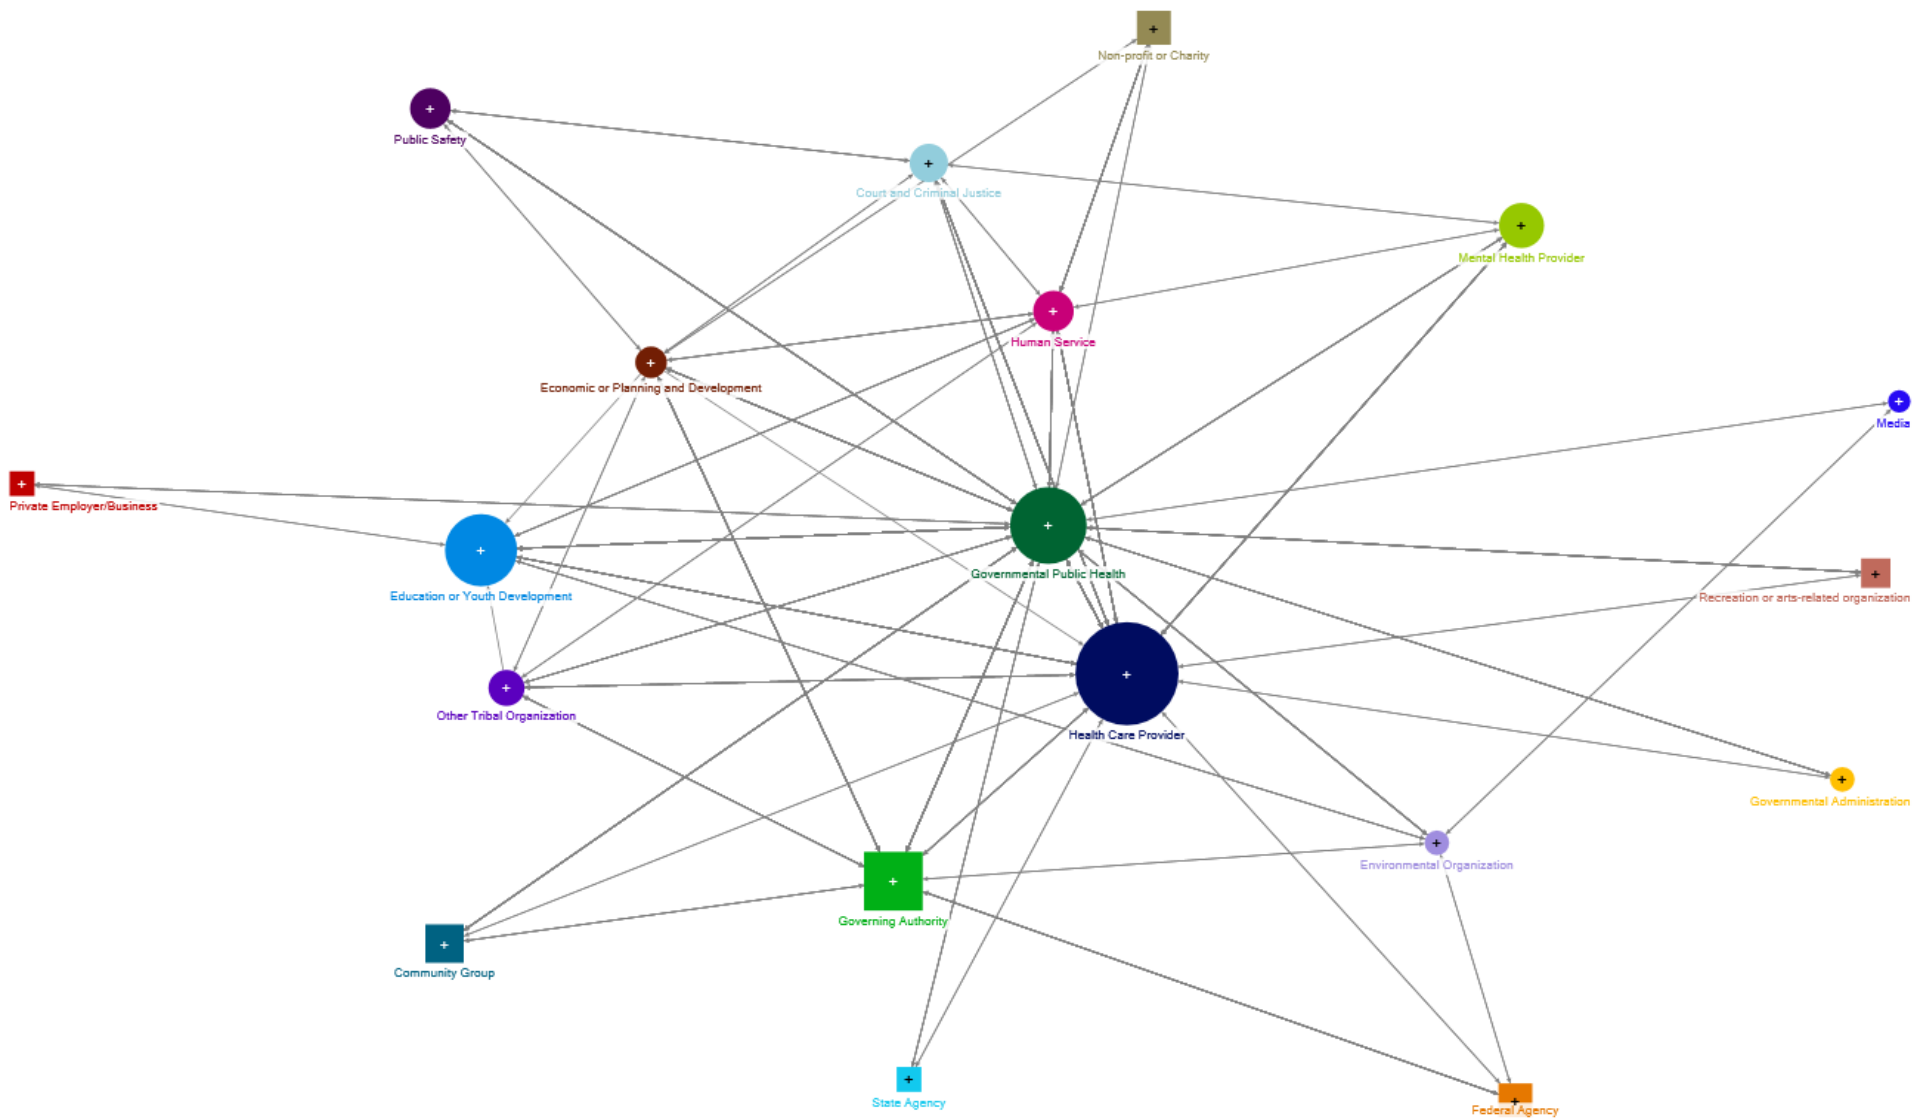 Non-profit or Charity
Public Safety
Court and Criminal Justice
Mental Health Provider
Human Service
Economic or Planning and Development
Media
Private Employer/Business
Governmental Public Health
Education or Youth Development
Recreation or arts-related organization
Other Tribal Organization
Health Care Provider
Governmental Administration
Environmental Organization
Governing Authority
Community Group
State Agency
Federal Agency